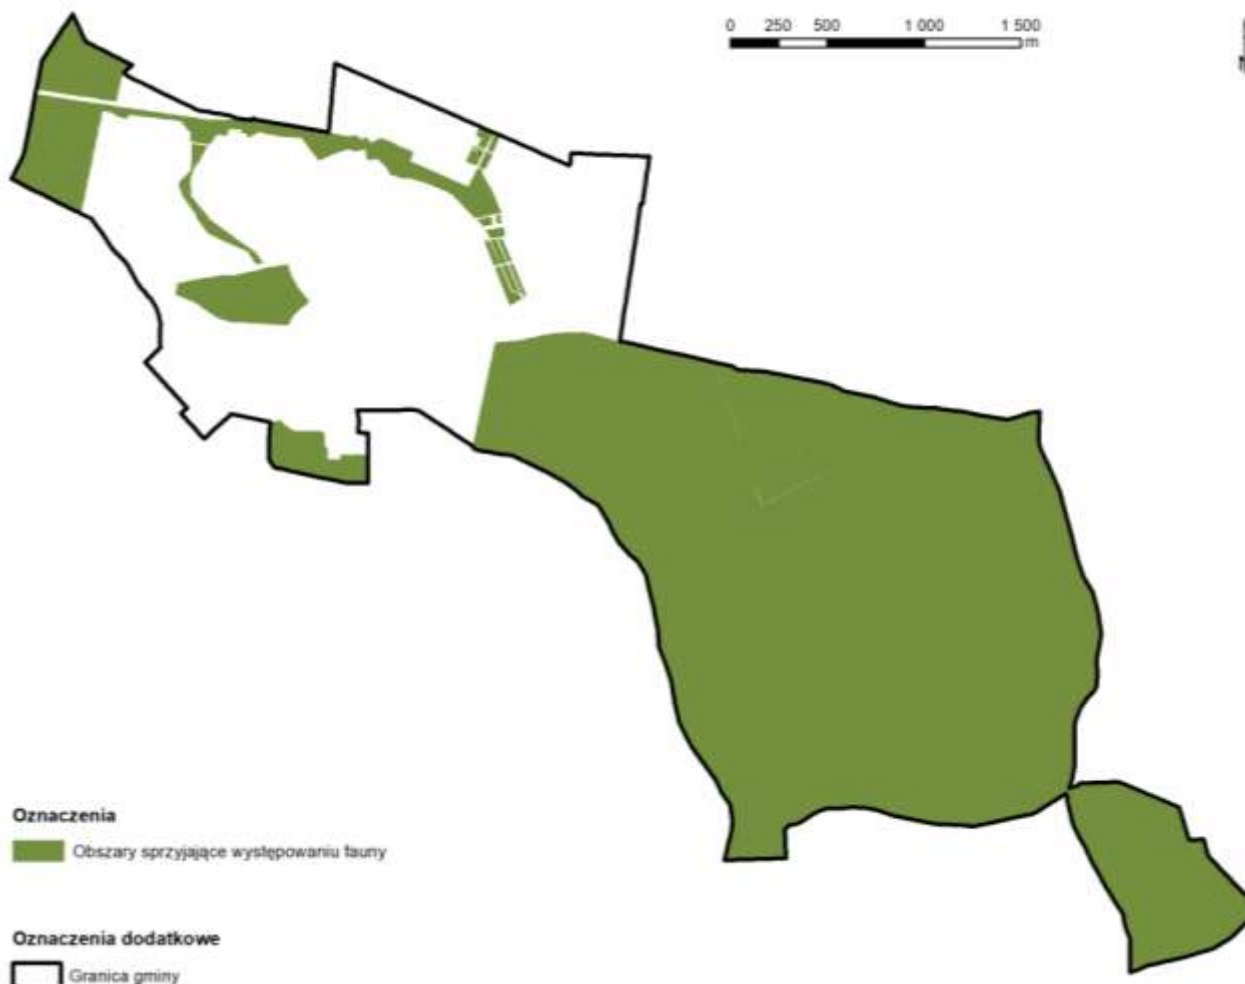 0 250 500 1 000 1 500
m
Oznaczenia
Obszary sprzyjające występowaniu fauny
Oznaczenia dodatkowe
Granica gminy